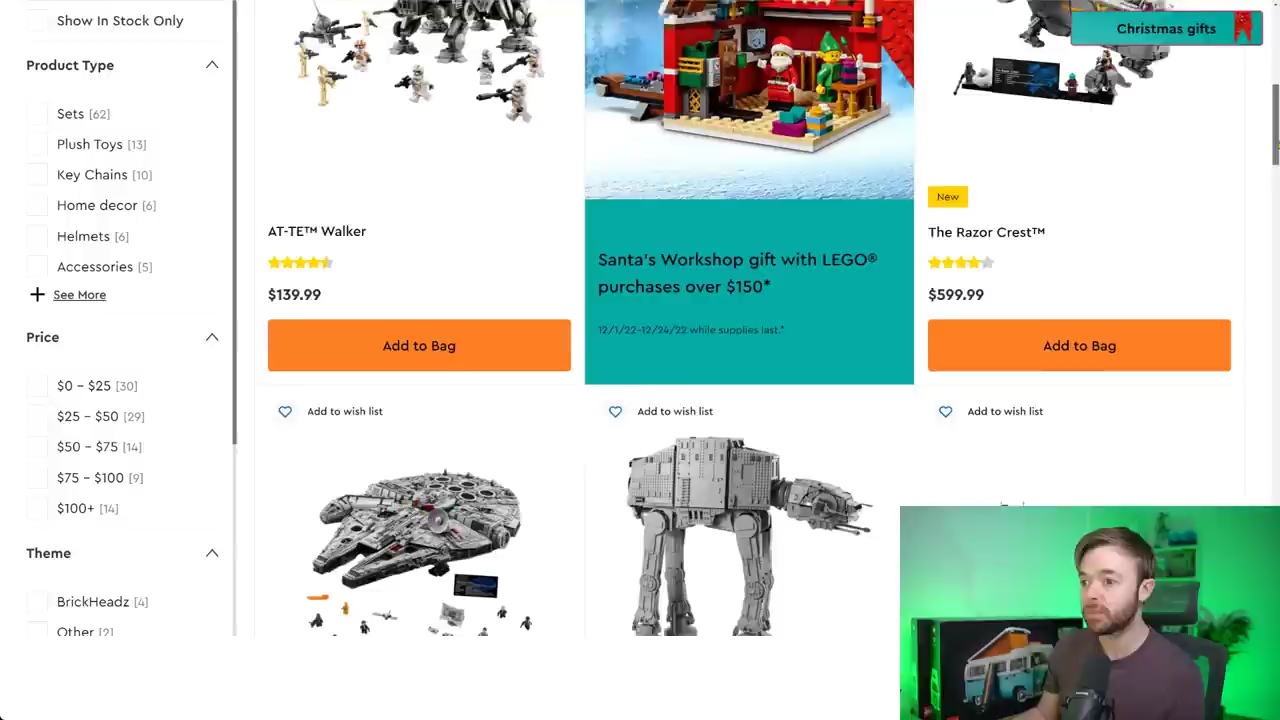 Show In Stock Only
Product Type
Sets [62]
Plush Toys [13]
Key Chains [10]
Home decor [6]
Helmets [6]
Accessories [5]
See More
Price
$0 – $25 [30]
$25 – $50 [29]
$50 – $75 [14]
$75 – $100 [9]
$100+ [14]
Theme
BrickHeadz [4]
Other [2]
AT-TE™ Walker
$139.99
Add to Bag
Santa's Workshop gift with LEGO®
purchases over $150*
12/1/22-12/24/22 while supplies last.*
Christmas gifts
New
The Razor Crest™
$599.99
Add to Bag
Add to wish list
Add to wish list
Add to wish list